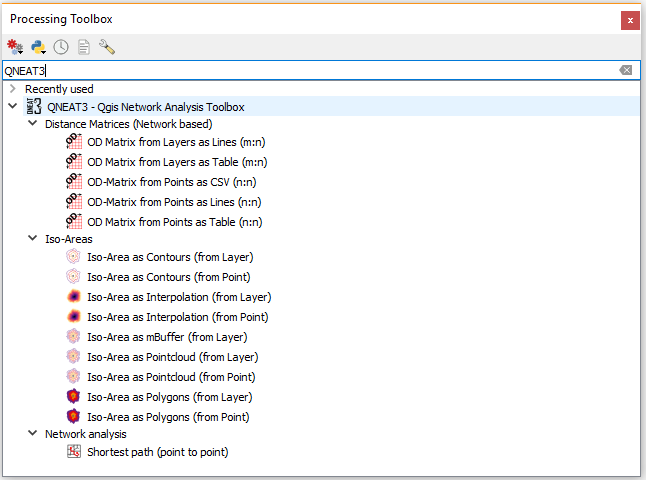 Processing Toolbox
QNEAT3
Recently used
QNEAT3 - Qgis Network Analysis Toolbox
Distance Matrices (Network based)
OD Matrix from Layers as Lines (m:n)
OD Matrix from Layers as Table (m:n)
OD-Matrix from Points as CSV (n:n)
OD-Matrix from Points as Lines (n:n)
OD Matrix from Points as Table (n:n)
Iso-Areas
Iso-Area as Contours (from Layer)
Iso-Area as Contours (from Point)
Iso-Area as Interpolation (from Layer)
Iso-Area as Interpolation (from Point)
Iso-Area as mBuffer (from Layer)
Iso-Area as Pointcloud (from Layer)
Iso-Area as Pointcloud (from Point)
Iso-Area as Polygons (from Layer)
Iso-Area as Polygons (from Point)
Network analysis
Shortest path (point to point)